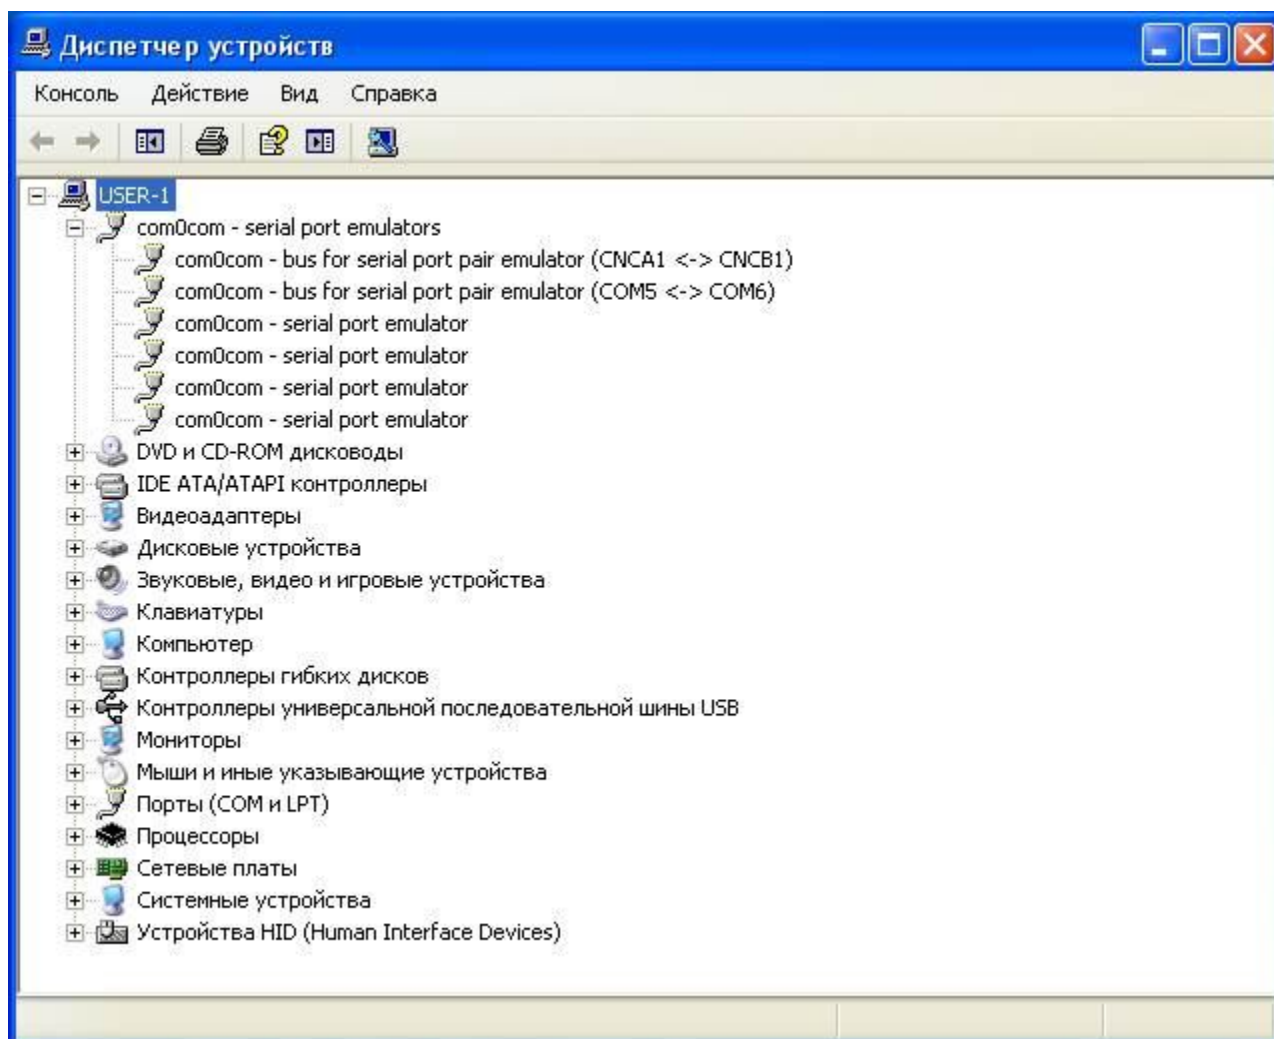 Диспетчер устройств
Консоль Действие Вид Справка
USER-1
com0com - serial port emulators
com0com - bus for serial port pair emulator (CNCA1 <-> CNCB1)
com0com - bus for serial port pair emulator (COM5 <-> COM6)
com0com - serial port emulator
com0com - serial port emulator
com0com - serial port emulator
com0com - serial port emulator
DVD и CD-ROM дисководы
IDE ATA/ATAPI контроллеры
Видеоадаптеры
Дисковые устройства
Звуковые, видео и игровые устройства
Клавиатуры
Компьютер
Контроллеры гибких дисков
Контроллеры универсальной последовательной шины USB
Мониторы
Мыши и иные указывающие устройства
Порты (COM и LPT)
Процессоры
Сетевые платы
Системные устройства
Устройства HID (Human Interface Devices)